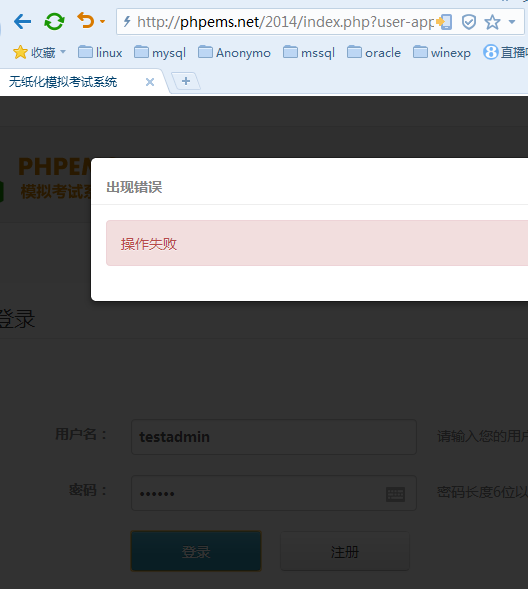 http://phpems.net/2014/index.php?user-app
收藏 linux mysql Anonymo mssql oracle winexp 直播
无纸化模拟考试系统
PHPE
模拟考试系
出现错误
操作失败
登录
用户名： testadmin 请输入您的用户
密码： •••••• 密码长度6位以
登录 注册